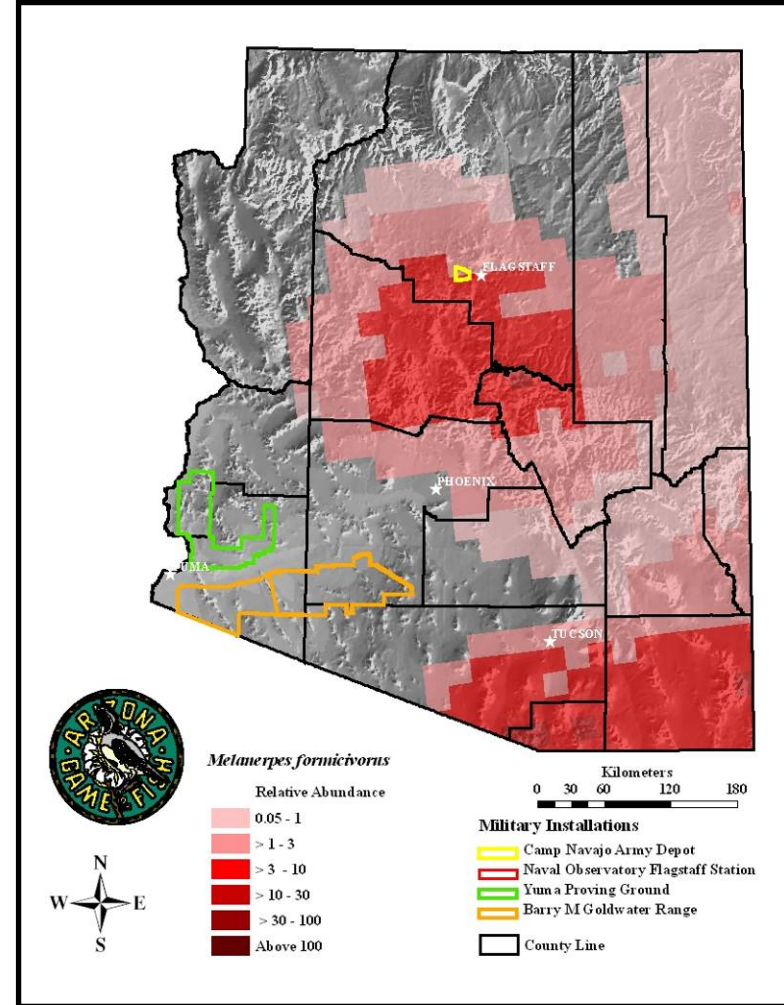 FLAGSTAFF
PHOENIX
YUMA
TUCSON
ARIZONA
GAME & FISH
Melanerpes formicivorus
Relative Abundance
0.05 - 1
> 1 - 3
> 3 - 10
> 10 - 30
> 30 - 100
Above 100
N
W E
S
Kilometers
0 30 60 120 180
Military Installations
Camp Navajo Army Depot
Naval Observatory Flagstaff Station
Yuma Proving Ground
Barry M Goldwater Range
County Line